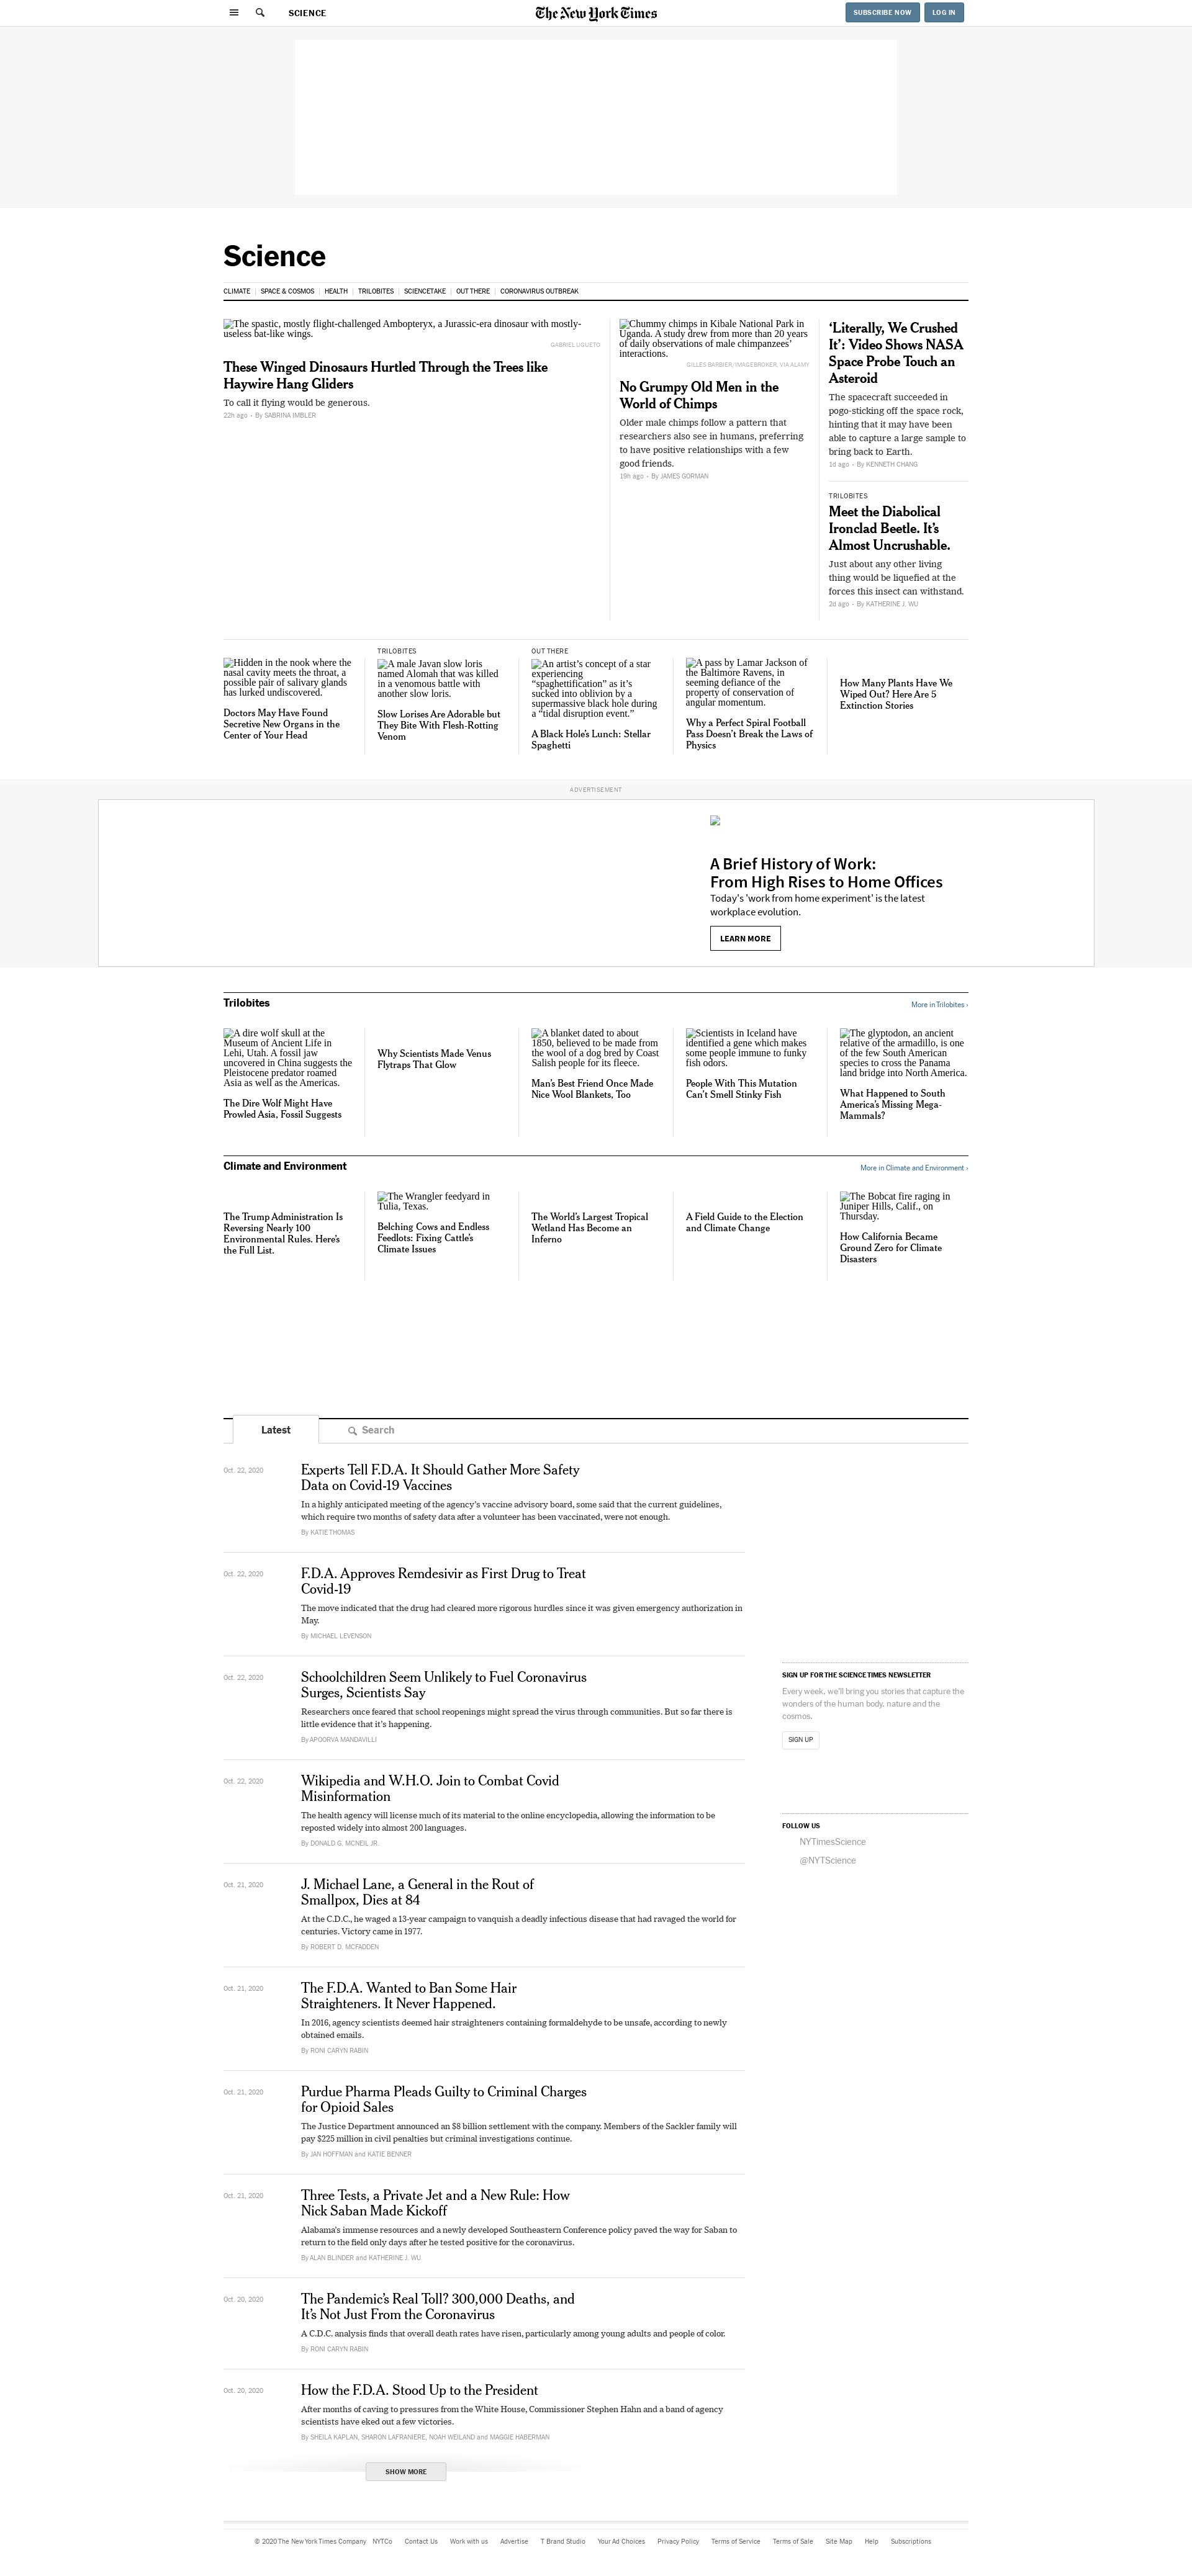 SCIENCE
The New York Times
SUBSCRIBE NOW
LOG IN
Science
CLIMATE | SPACE & COSMOS | HEALTH | TRILOBITES | SCIENCETAKE | OUT THERE | CORONAVIRUS OUTBREAK
The spastic, mostly flight-challenged Ambopteryx, a Jurassic-era dinosaur with mostly-
useless bat-like wings.
GABRIEL UGUETO
These Winged Dinosaurs Hurtled Through the Trees like
Haywire Hang Gliders
To call it flying would be generous.
22h ago • By SABRINA IMBLER
Chummy chimps in Kibale National Park in
Uganda. A study drew from more than 20 years
of daily observations of male chimpanzees’
interactions.
GILLES BARBIER/IMAGEBROKER, VIA ALAMY
No Grumpy Old Men in the
World of Chimps
Older male chimps follow a pattern that
researchers also see in humans, preferring
to have positive relationships with a few
good friends.
19h ago • By JAMES GORMAN
‘Literally, We Crushed
It’: Video Shows NASA
Space Probe Touch an
Asteroid
The spacecraft succeeded in
pogo-sticking off the space rock,
hinting that it may have been
able to capture a large sample to
bring back to Earth.
1d ago • By KENNETH CHANG
TRILOBITES
Meet the Diabolical
Ironclad Beetle. It’s
Almost Uncrushable.
Just about any other living
thing would be liquefied at the
forces this insect can withstand.
2d ago • By KATHERINE J. WU
Hidden in the nook where the
nasal cavity meets the throat, a
possible pair of salivary glands
has lurked undiscovered.
Doctors May Have Found
Secretive New Organs in the
Center of Your Head
TRILOBITES
A male Javan slow loris
named Alomah that was killed
in a venomous battle with
another slow loris.
Slow Lorises Are Adorable but
They Bite With Flesh-Rotting
Venom
OUT THERE
An artist’s concept of a star
experiencing
“spaghettification” as it’s
sucked into oblivion by a
supermassive black hole during
a “tidal disruption event.”
A Black Hole’s Lunch: Stellar
Spaghetti
A pass by Lamar Jackson of
the Baltimore Ravens, in
seeming defiance of the
property of conservation of
angular momentum.
Why a Perfect Spiral Football
Pass Doesn’t Break the Laws of
Physics
How Many Plants Have We
Wiped Out? Here Are 5
Extinction Stories
ADVERTISEMENT
A Brief History of Work:
From High Rises to Home Offices
Today's 'work from home experiment' is the latest
workplace evolution.
LEARN MORE
Trilobites
More in Trilobites ›
A dire wolf skull at the
Museum of Ancient Life in
Lehi, Utah. A fossil jaw
uncovered in China suggests the
Pleistocene predator roamed
Asia as well as the Americas.
The Dire Wolf Might Have
Prowled Asia, Fossil Suggests
Why Scientists Made Venus
Flytraps That Glow
A blanket dated to about
1850, believed to be made from
the wool of a dog bred by Coast
Salish people for its fleece.
Man’s Best Friend Once Made
Nice Wool Blankets, Too
Scientists in Iceland have
identified a gene which makes
some people immune to funky
fish odors.
People With This Mutation
Can’t Smell Stinky Fish
The glyptodon, an ancient
relative of the armadillo, is one
of the few South American
species to cross the Panama
land bridge into North America.
What Happened to South
America’s Missing Mega-
Mammals?
Climate and Environment
More in Climate and Environment ›
The Trump Administration Is
Reversing Nearly 100
Environmental Rules. Here’s
the Full List.
The Wrangler feedyard in
Tulia, Texas.
Belching Cows and Endless
Feedlots: Fixing Cattle’s
Climate Issues
The World’s Largest Tropical
Wetland Has Become an
Inferno
A Field Guide to the Election
and Climate Change
The Bobcat fire raging in
Juniper Hills, Calif., on
Thursday.
How California Became
Ground Zero for Climate
Disasters
Latest
Search
Oct. 22, 2020
Experts Tell F.D.A. It Should Gather More Safety
Data on Covid-19 Vaccines
In a highly anticipated meeting of the agency’s vaccine advisory board, some said that the current guidelines,
which require two months of safety data after a volunteer has been vaccinated, were not enough.
By KATIE THOMAS
Oct. 22, 2020
F.D.A. Approves Remdesivir as First Drug to Treat
Covid-19
The move indicated that the drug had cleared more rigorous hurdles since it was given emergency authorization in
May.
By MICHAEL LEVENSON
Oct. 22, 2020
Schoolchildren Seem Unlikely to Fuel Coronavirus
Surges, Scientists Say
Researchers once feared that school reopenings might spread the virus through communities. But so far there is
little evidence that it’s happening.
By APOORVA MANDAVILLI
Oct. 22, 2020
Wikipedia and W.H.O. Join to Combat Covid
Misinformation
The health agency will license much of its material to the online encyclopedia, allowing the information to be
reposted widely into almost 200 languages.
By DONALD G. MCNEIL JR.
Oct. 21, 2020
J. Michael Lane, a General in the Rout of
Smallpox, Dies at 84
At the C.D.C., he waged a 13-year campaign to vanquish a deadly infectious disease that had ravaged the world for
centuries. Victory came in 1977.
By ROBERT D. MCFADDEN
Oct. 21, 2020
The F.D.A. Wanted to Ban Some Hair
Straighteners. It Never Happened.
In 2016, agency scientists deemed hair straighteners containing formaldehyde to be unsafe, according to newly
obtained emails.
By RONI CARYN RABIN
Oct. 21, 2020
Purdue Pharma Pleads Guilty to Criminal Charges
for Opioid Sales
The Justice Department announced an $8 billion settlement with the company. Members of the Sackler family will
pay $225 million in civil penalties but criminal investigations continue.
By JAN HOFFMAN and KATIE BENNER
Oct. 21, 2020
Three Tests, a Private Jet and a New Rule: How
Nick Saban Made Kickoff
Alabama’s immense resources and a newly developed Southeastern Conference policy paved the way for Saban to
return to the field only days after he tested positive for the coronavirus.
By ALAN BLINDER and KATHERINE J. WU
Oct. 20, 2020
The Pandemic’s Real Toll? 300,000 Deaths, and
It’s Not Just From the Coronavirus
A C.D.C. analysis finds that overall death rates have risen, particularly among young adults and people of color.
By RONI CARYN RABIN
Oct. 20, 2020
How the F.D.A. Stood Up to the President
After months of caving to pressures from the White House, Commissioner Stephen Hahn and a band of agency
scientists have eked out a few victories.
By SHEILA KAPLAN, SHARON LAFRANIERE, NOAH WEILAND and MAGGIE HABERMAN
SHOW MORE
SIGN UP FOR THE SCIENCE TIMES NEWSLETTER
Every week, we'll bring you stories that capture the
wonders of the human body, nature and the
cosmos.
SIGN UP
FOLLOW US
NYTimesScience
@NYTScience
© 2020 The New York Times Company NYTCo Contact Us Work with us Advertise T Brand Studio Your Ad Choices Privacy Policy Terms of Service Terms of Sale Site Map Help Subscriptions